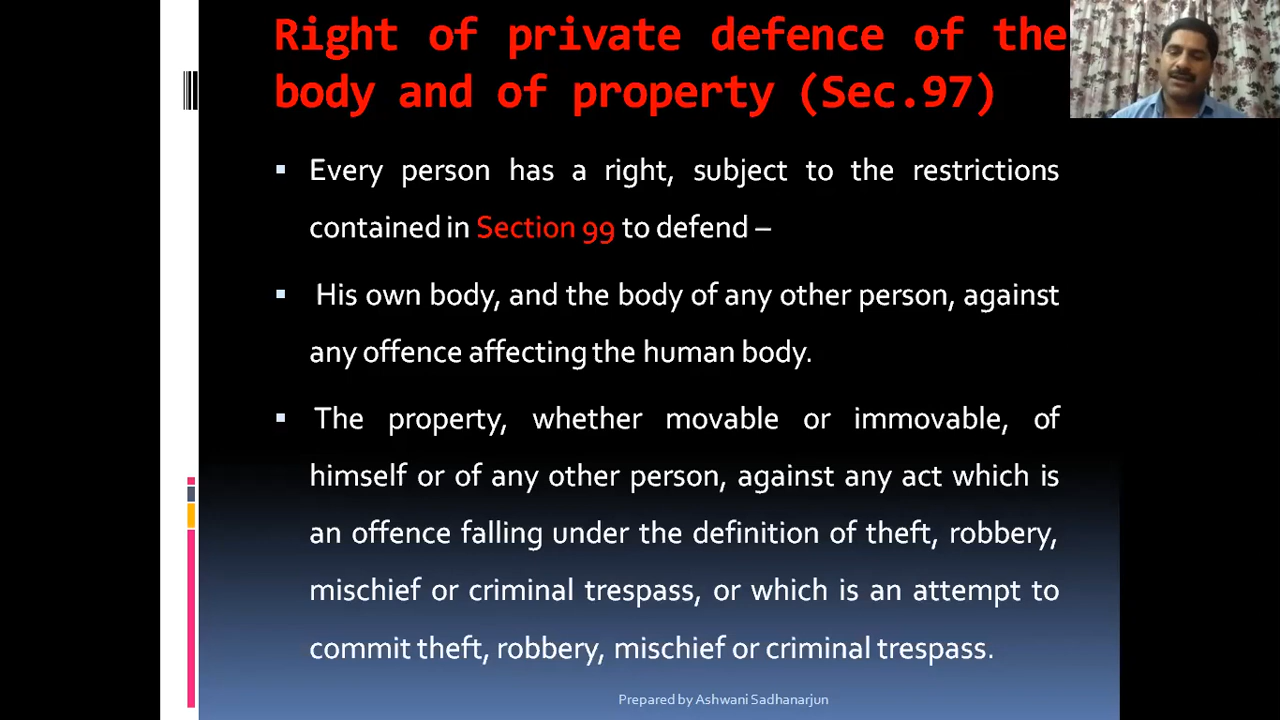 Right of private defence of the
body and of property (Sec.97)
Every person has a right, subject to the restrictions
contained in Section 99 to defend –
His own body, and the body of any other person, against
any offence affecting the human body.
The property, whether movable or immovable, of
himself or of any other person, against any act which is
an offence falling under the definition of theft, robbery,
mischief or criminal trespass, or which is an attempt to
commit theft, robbery, mischief or criminal trespass.
Prepared by Ashwani Sadhanarjun